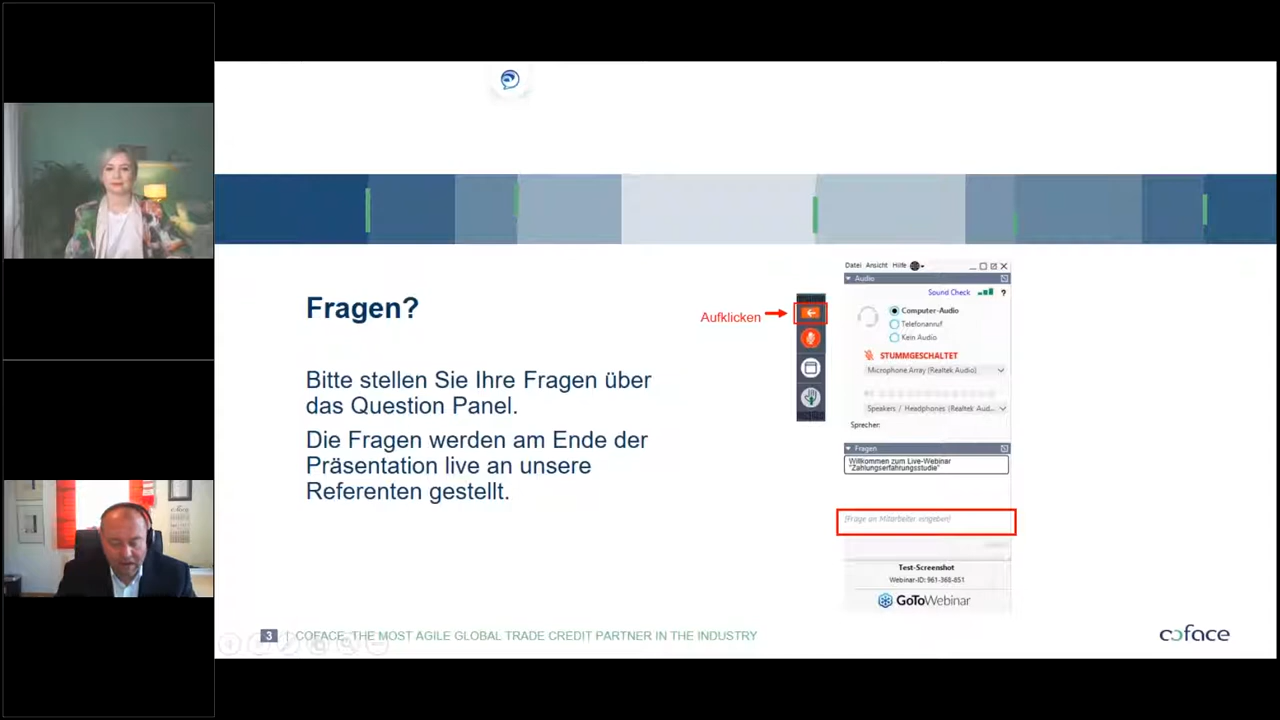 Fragen?
Bitte stellen Sie Ihre Fragen über
das Question Panel.
Die Fragen werden am Ende der
Präsentation live an unsere
Referenten gestellt.
Aufklicken
Datei Ansicht Hilfe
Audio
Sound Check ?
Computer-Audio
Telefonanruf
Kein Audio
STUMMGESCHALTET
Microphone Array (Realtek Audio)
Speakers / Headphones (Realtek Aud...
Sprecher:
Fragen
Willkommen zum Live-Webinar
"Zahlungserfahrungsstudie"
[Frage an Mitarbeiter eingeben]
Test-Screenshot
Webinar-ID: 961-368-851
GoToWebinar
3 | COFACE, THE MOST AGILE GLOBAL TRADE CREDIT PARTNER IN THE INDUSTRY
coface